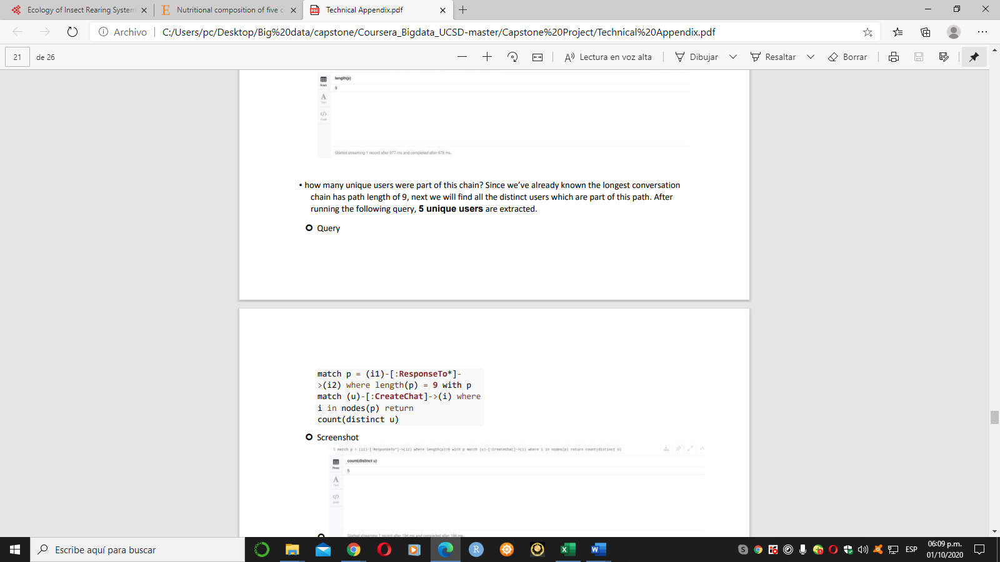 Ecology of Insect Rearing System
Nutritional composition of five c
Technical Appendix.pdf
Archivo
C:/Users/pc/Desktop/Big%20data/capstone/Coursera_Bigdata_UCSD-master/Capstone%20Project/Technical%20Appendix.pdf
21 de 26
Lectura en voz alta
Dibujar
Resaltar
Borrar
length(p)
Rows
9
Text
Code
Started streaming 1 record after 977 ms and completed after 978 ms.
• how many unique users were part of this chain? Since we’ve already known the longest conversation
chain has path length of 9, next we will find all the distinct users which are part of this path. After
running the following query, 5 unique users are extracted.
Query
match p = (i1)-[:ResponseTo*]-
>(i2) where length(p) = 9 with p
match (u)-[:CreateChat]->(i) where
i in nodes(p) return
count(distinct u)
Screenshot
$ match p = (i1)-[:ResponseTo*]->(i2) where length(p)=9 with p match (u)-[:CreateChat]->(i) where i in nodes(p) return count(distinct u)
count(distinct u)
Rows
5
Text
Code
Started streaming 1 record after 194 ms and completed after 194 ms.
Escribe aquí para buscar
ESP
06:09 p.m.
01/10/2020